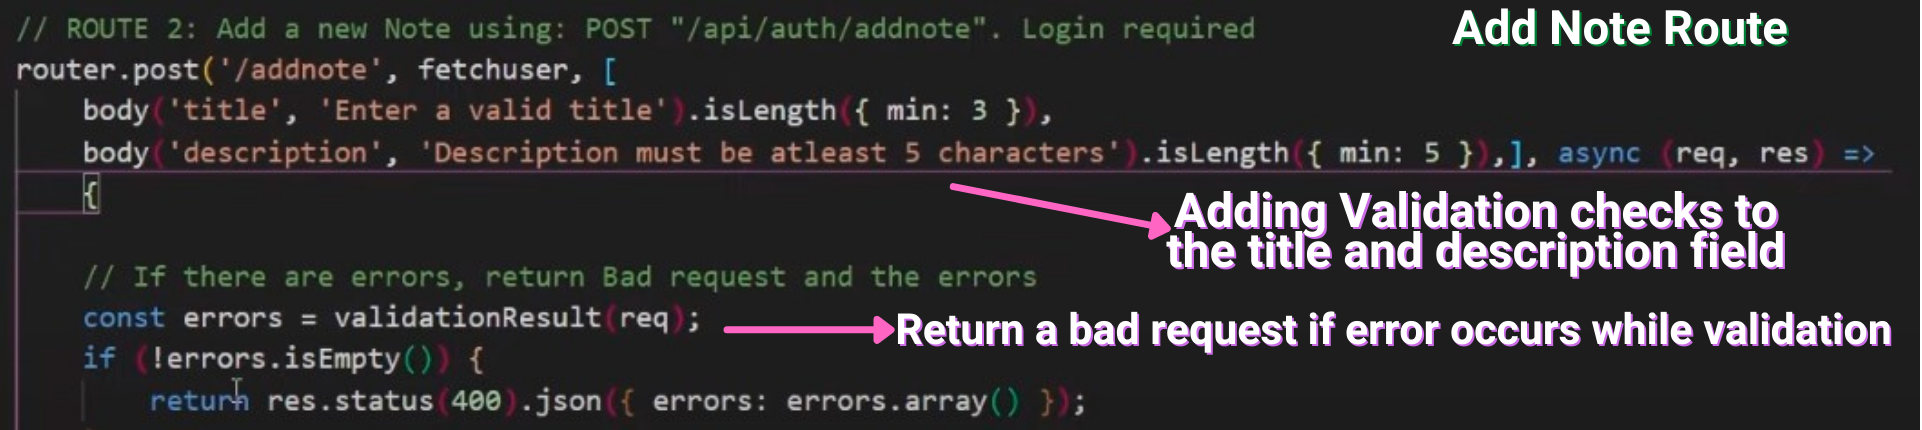 // ROUTE 2: Add a new Note using: POST "/api/auth/addnote". Login required
Add Note Route
router.post('/addnote', fetchuser, [
body('title', 'Enter a valid title').isLength({ min: 3 }),
body('description', 'Description must be atleast 5 characters').isLength({ min: 5 }),], async (req, res) =>
{
Adding Validation checks to
the title and description field
// If there are errors, return Bad request and the errors
const errors = validationResult(req);
Return a bad request if error occurs while validation
if (!errors.isEmpty()) {
return res.status(400).json({ errors: errors.array() });